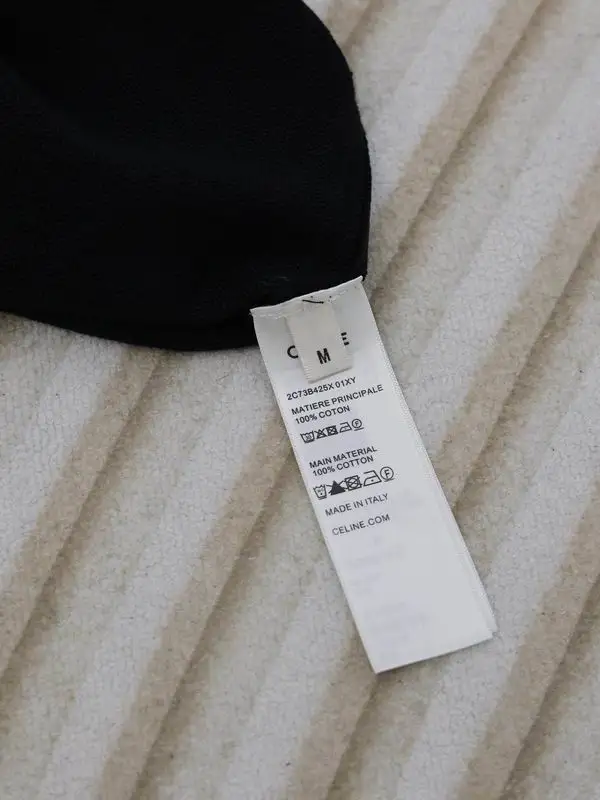 M
2C73B425X 01XY
MATIERE PRINCIPALE
100% COTON
MAIN MATERIAL
100% COTTON
MADE IN ITALY
CELINE.COM